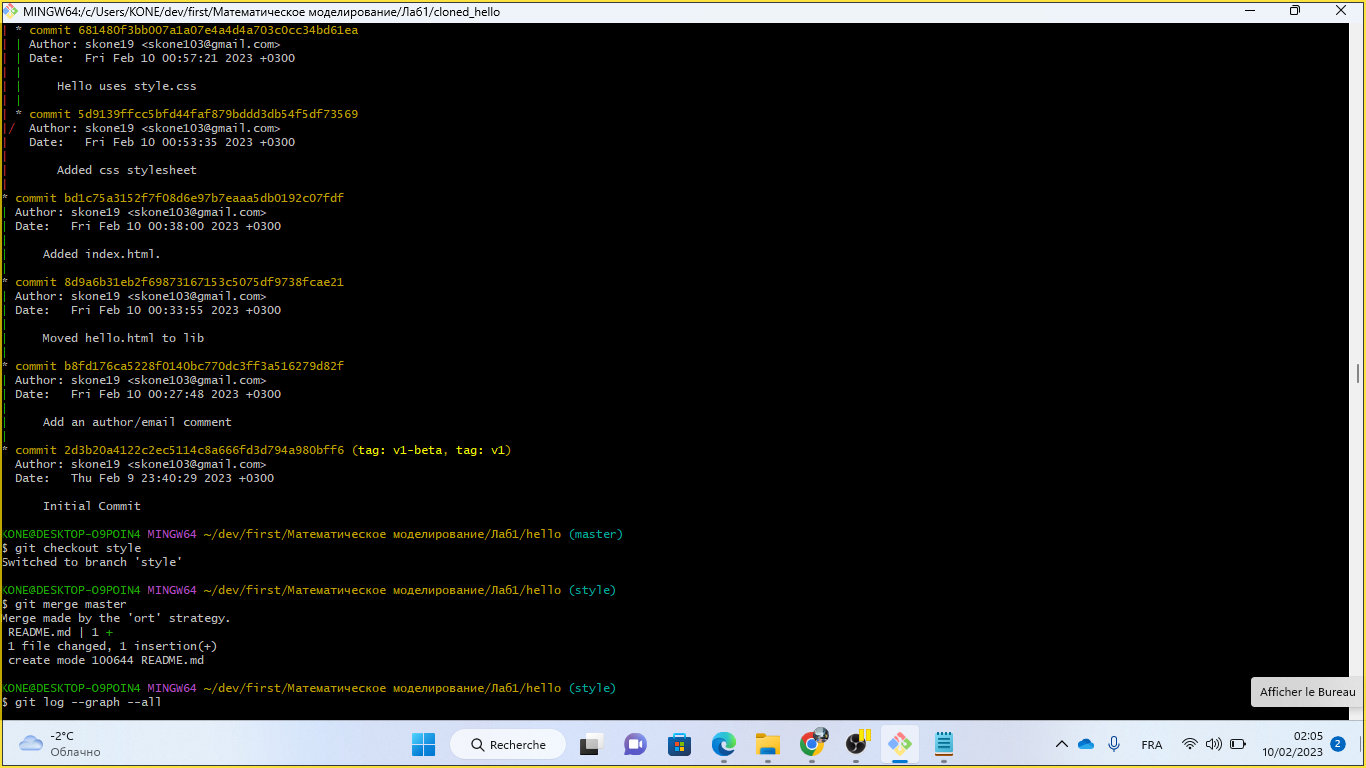 MINGW64:/c/Users/KONE/dev/first/Математическое моделирование/Лаб1/cloned_hello
| * commit 681480f3bb007a1a07e4a4d4a703c0cc34bd61ea
| | Author: skone19 <skone103@gmail.com>
| | Date:   Fri Feb 10 00:57:21 2023 +0300
| |
| |     Hello uses style.css
| |
| * commit 5d9139ffcc5bfd44faf879bddd3db54f5df73569
|/  Author: skone19 <skone103@gmail.com>
|   Date:   Fri Feb 10 00:53:35 2023 +0300
|
|       Added css stylesheet
|
* commit bd1c75a3152f7f08d6e97b7eaaa5db0192c07fdf
| Author: skone19 <skone103@gmail.com>
| Date:   Fri Feb 10 00:38:00 2023 +0300
|
|     Added index.html.
|
* commit 8d9a6b31eb2f69873167153c5075df9738fcae21
| Author: skone19 <skone103@gmail.com>
| Date:   Fri Feb 10 00:33:55 2023 +0300
|
|     Moved hello.html to lib
|
* commit b8fd176ca5228f0140bc770dc3ff3a516279d82f
| Author: skone19 <skone103@gmail.com>
| Date:   Fri Feb 10 00:27:48 2023 +0300
|
|     Add an author/email comment
|
* commit 2d3b20a4122c2ec5114c8a666fd3d794a980bff6 (tag: v1-beta, tag: v1)
  Author: skone19 <skone103@gmail.com>
  Date:   Thu Feb 9 23:40:29 2023 +0300

      Initial Commit

KONE@DESKTOP-O9POIN4 MINGW64 ~/dev/first/Математическое моделирование/Лаб1/hello (master)
$ git checkout style
Switched to branch 'style'

KONE@DESKTOP-O9POIN4 MINGW64 ~/dev/first/Математическое моделирование/Лаб1/hello (style)
$ git merge master
Merge made by the 'ort' strategy.
 README.md | 1 +
 1 file changed, 1 insertion(+)
 create mode 100644 README.md

KONE@DESKTOP-O9POIN4 MINGW64 ~/dev/first/Математическое моделирование/Лаб1/hello (style)
$ git log --graph --all
Afficher le Bureau
-2°C
Облачно
Recherche
FRA
02:05
10/02/2023
2